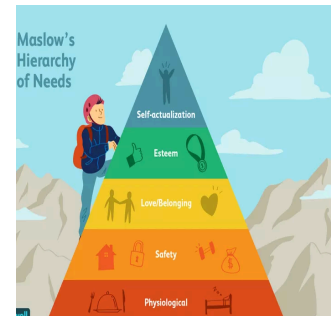 Maslow's
Hierarchy
of Needs
Self-actualization
Esteem
Love/Belonging
Safety
$
Physiological